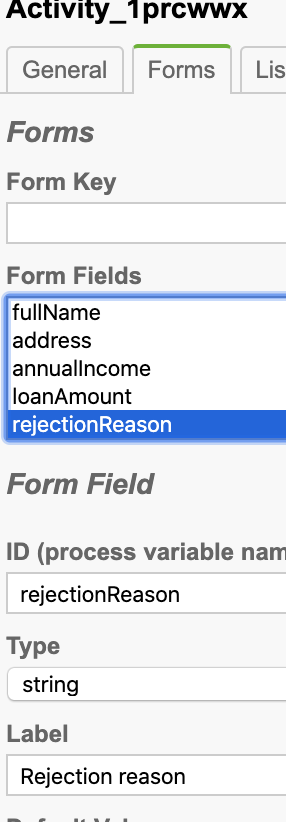 Activity_1prcwwx
General
Forms
Lis
Forms
Form Key
Form Fields
fullName
address
annualIncome
loanAmount
rejectionReason
Form Field
ID (process variable nam
rejectionReason
Type
string
Label
Rejection reason